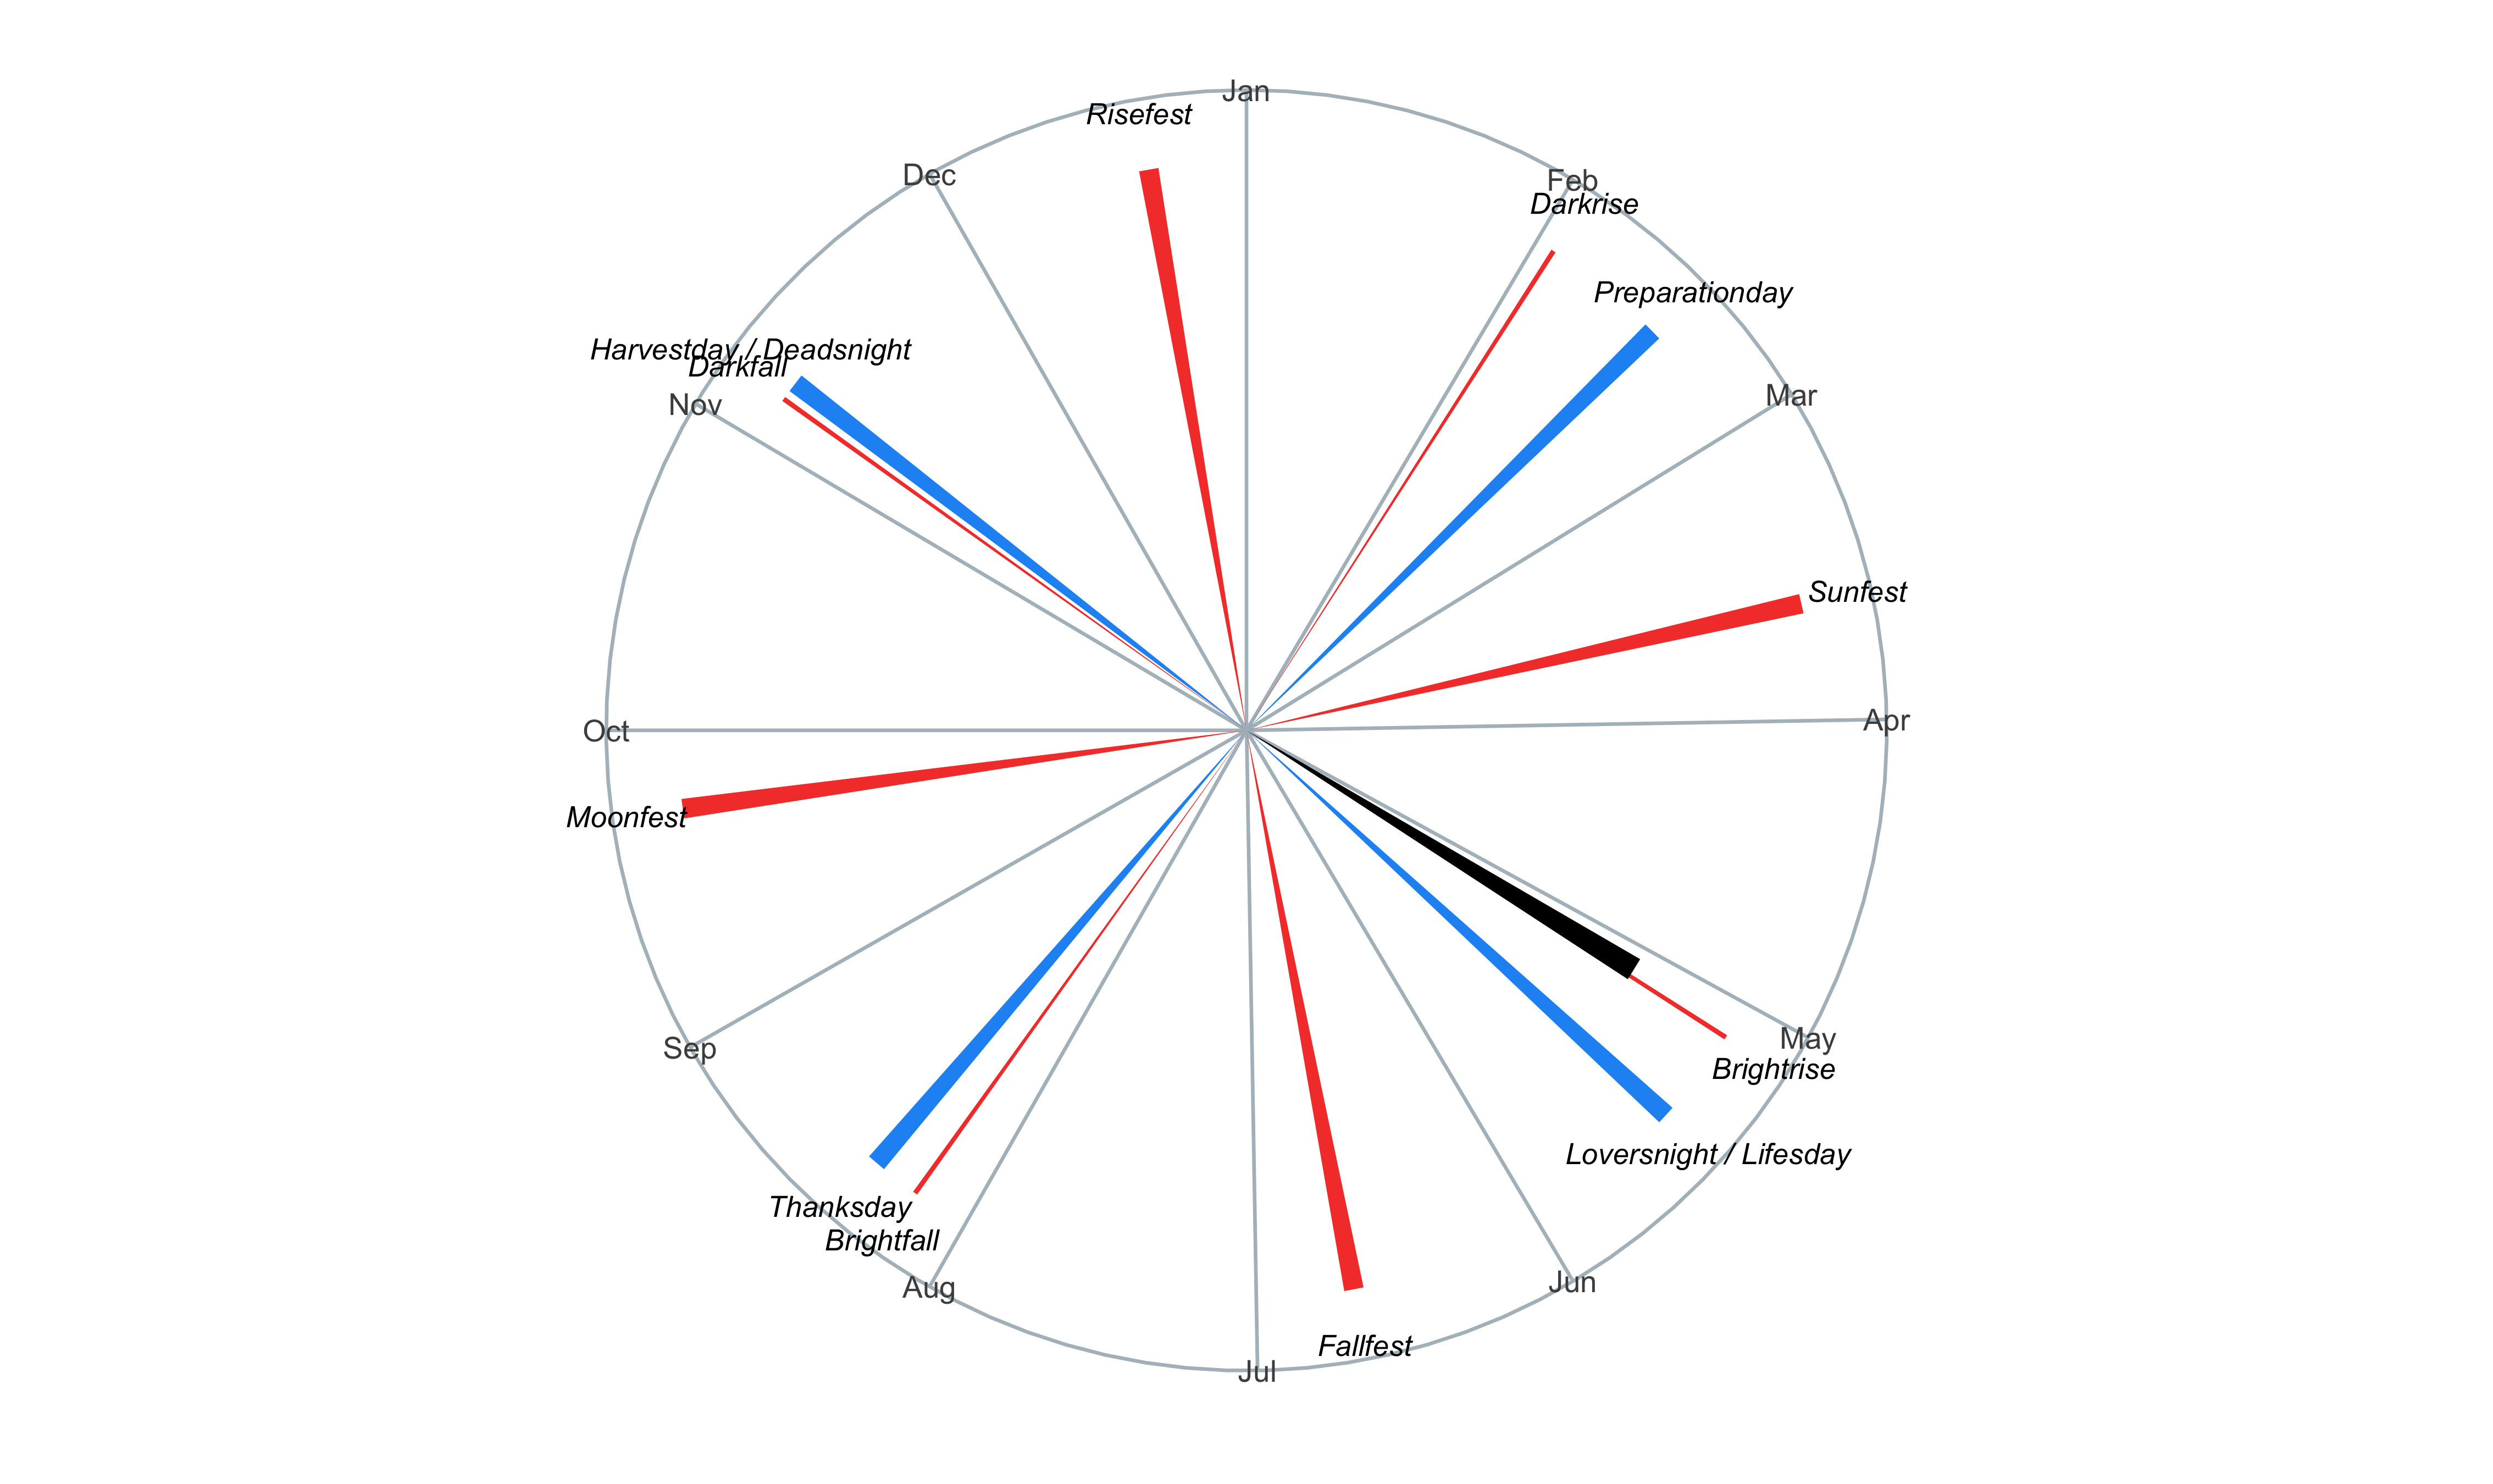 Jan
Risefest
Dec
Feb
Darkrise
Preparationday
Harvestday / Deadsnight
Darkfall
Nov
Mar
Sunfest
Oct
Apr
Moonfest
Sep
May
Brightrise
Loversnight / Lifesday
Thanksday
Brightfall
Aug
Jun
Fallfest
Jul